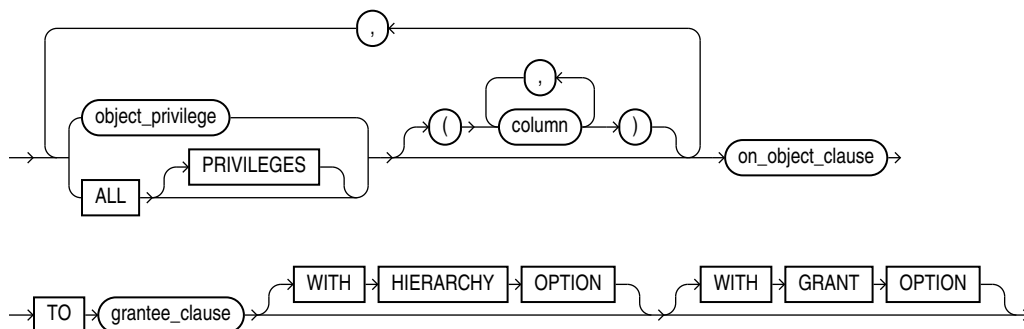 ,
,
object_privilege
( column )
PRIVILEGES
on_object_clause
ALL
WITH HIERARCHY OPTION WITH GRANT OPTION
TO grantee_clause